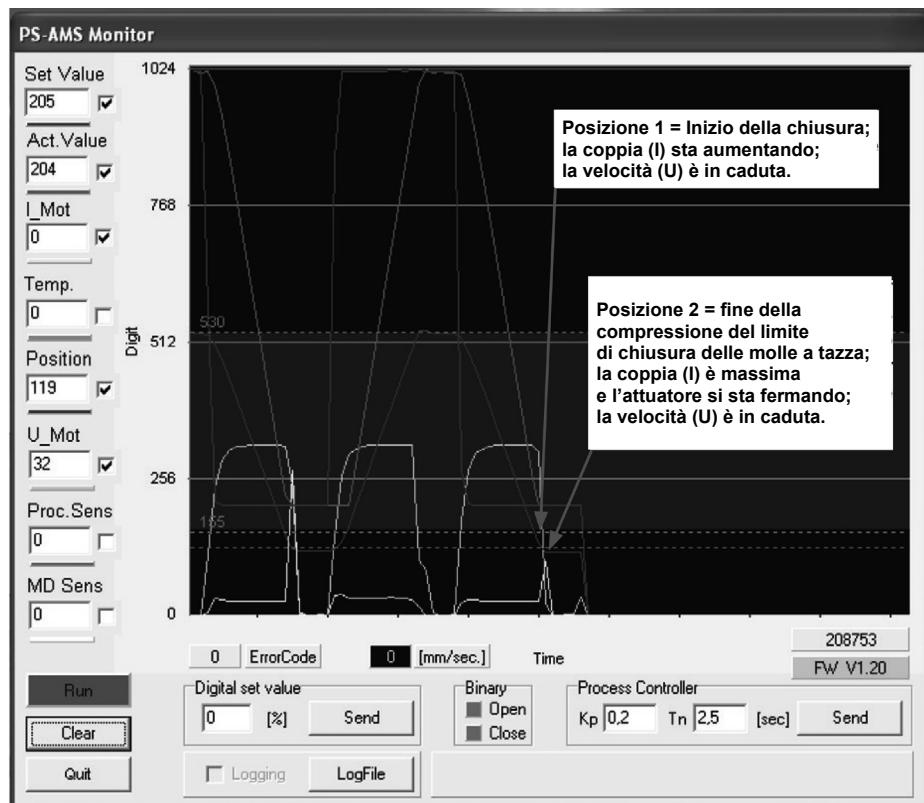 PS-AMS Monitor
Set Value
205
Act.Value
204
I_Mot
0
Temp.
0
Position
119
U_Mot
32
Proc.Sens
0
MD Sens
0
Run
Clear
Quit
Digit
1024
768
530
512
256
155
0
Posizione 1 = Inizio della chiusura;
la coppia (I) sta aumentando;
la velocità (U) è in caduta.
Posizione 2 = fine della
compressione del limite
di chiusura delle molle a tazza;
la coppia (I) è massima
e l'attuatore si sta fermando;
la velocità (U) è in caduta.
0 ErrorCode 0 [mm/sec.] Time
208753
FW V1.20
Digital set value
0 [%] Send
Binary
Open
Close
Process Controller
Kp 0,2 Tn 2,5 [sec] Send
Logging LogFile